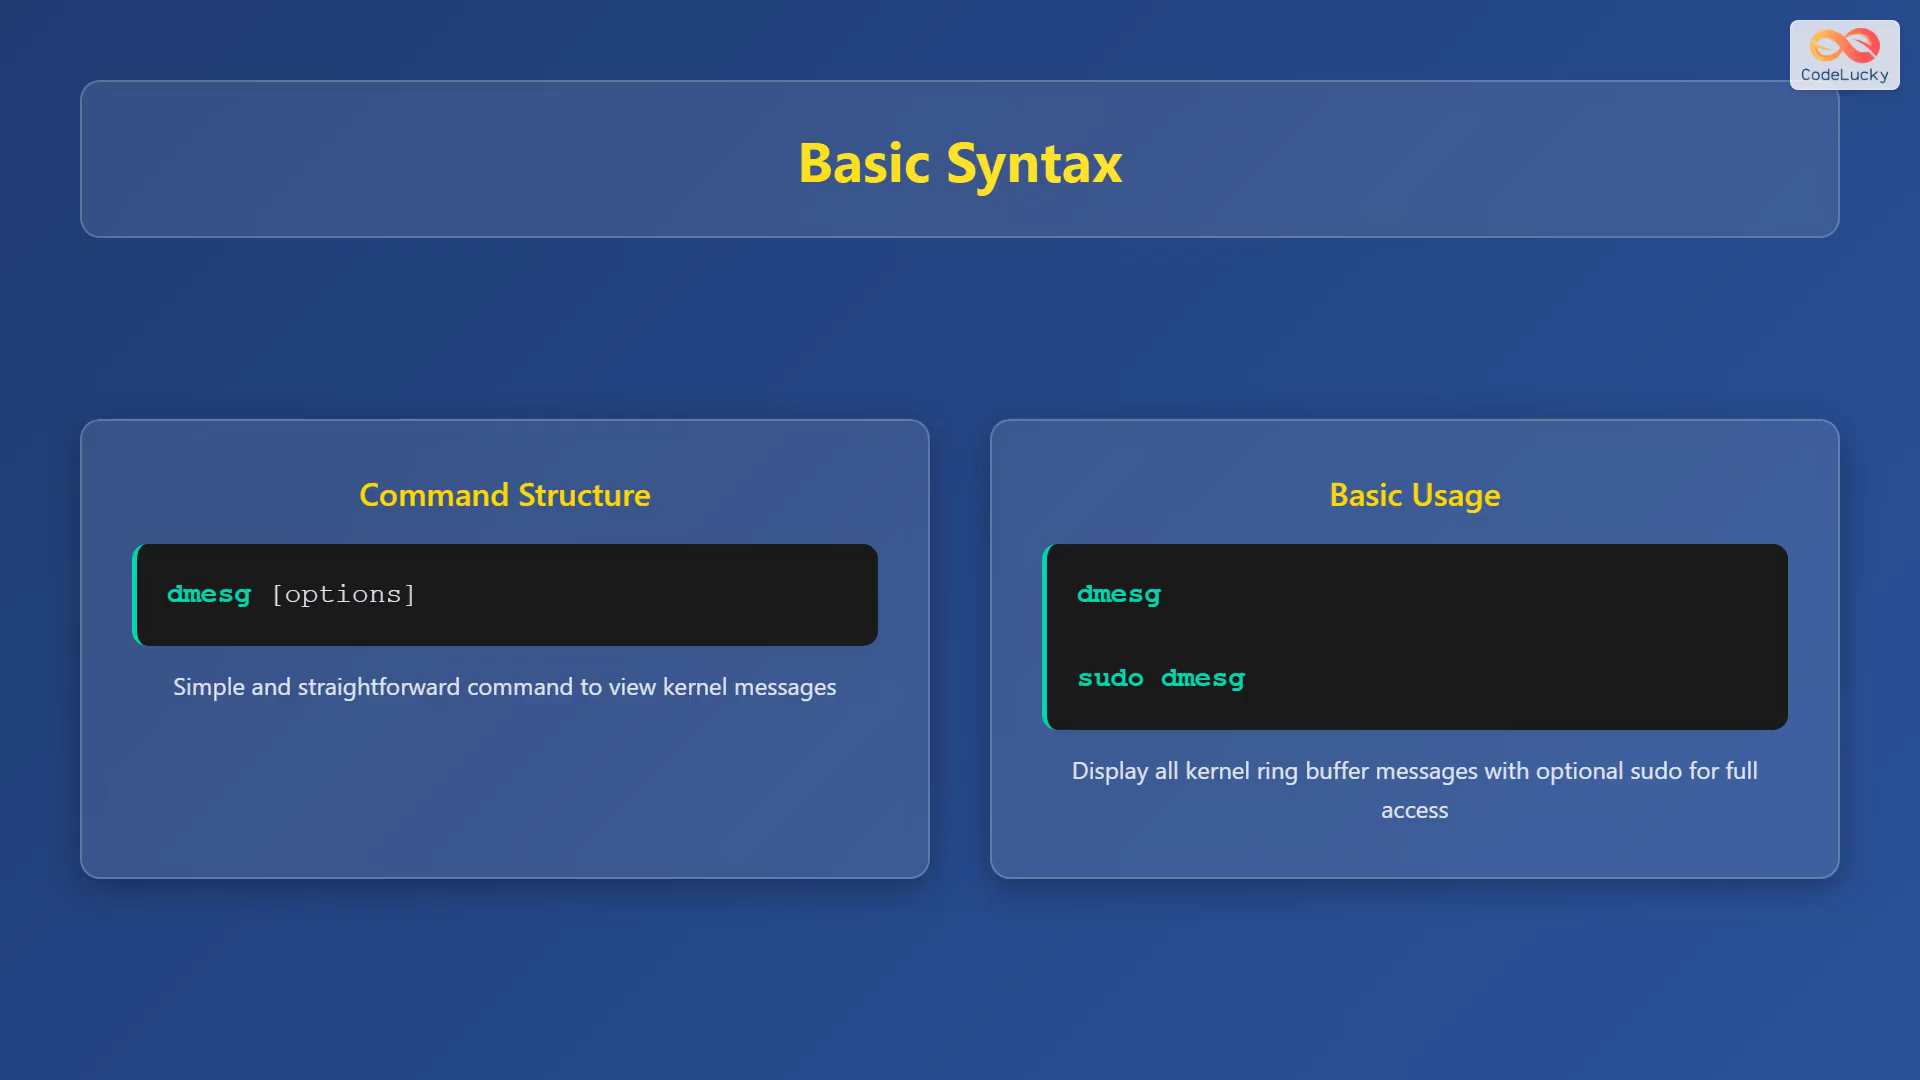 CodeLucky
Basic Syntax
Command Structure
dmesg [options]
Simple and straightforward command to view kernel messages
Basic Usage
dmesg
sudo dmesg
Display all kernel ring buffer messages with optional sudo for full
access